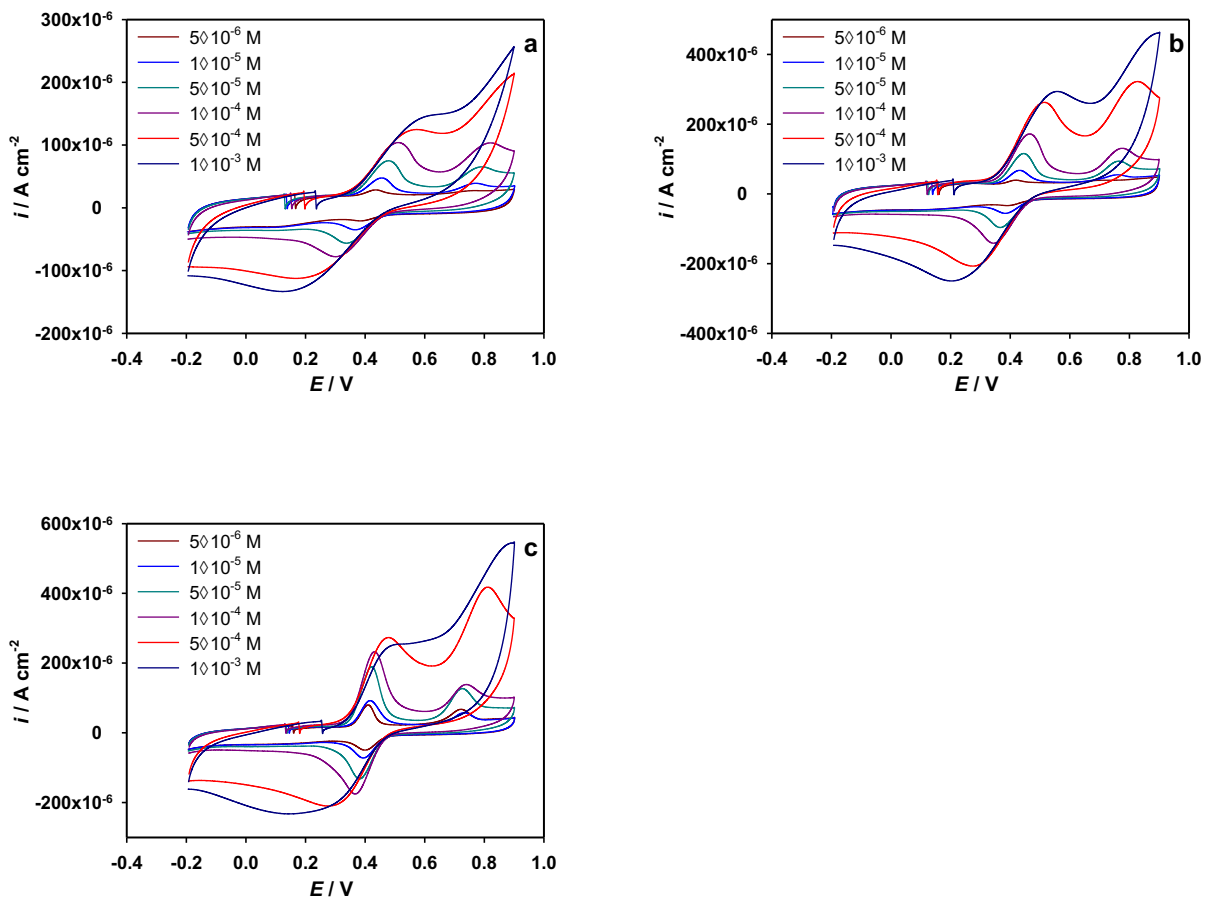 a
300x10⁻⁶
200x10⁻⁶
100x10⁻⁶
0
-100x10⁻⁶
-200x10⁻⁶
i / A cm⁻²
5◊10⁻⁶ M
1◊10⁻⁵ M
5◊10⁻⁵ M
1◊10⁻⁴ M
5◊10⁻⁴ M
1◊10⁻³ M
-0.4 -0.2 0.0 0.2 0.4 0.6 0.8 1.0
E / V
b
400x10⁻⁶
200x10⁻⁶
0
-200x10⁻⁶
-400x10⁻⁶
i / A cm⁻²
5◊10⁻⁶ M
1◊10⁻⁵ M
5◊10⁻⁵ M
1◊10⁻⁴ M
5◊10⁻⁴ M
1◊10⁻³ M
-0.4 -0.2 0.0 0.2 0.4 0.6 0.8 1.0
E / V
c
600x10⁻⁶
400x10⁻⁶
200x10⁻⁶
0
-200x10⁻⁶
i / A cm⁻²
5◊10⁻⁶ M
1◊10⁻⁵ M
5◊10⁻⁵ M
1◊10⁻⁴ M
5◊10⁻⁴ M
1◊10⁻³ M
-0.4 -0.2 0.0 0.2 0.4 0.6 0.8 1.0
E / V